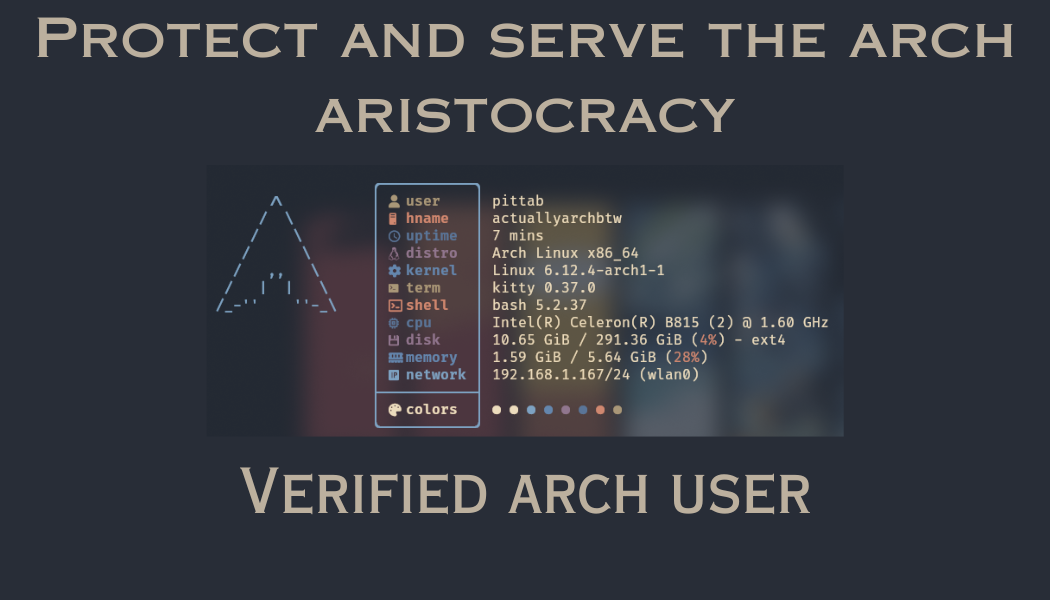 PROTECT AND SERVE THE ARCH
ARISTOCRACY
user pittab
hname actuallyarchbtw
uptime 7 mins
distro Arch Linux x86_64
kernel Linux 6.12.4-arch1-1
term kitty 0.37.0
shell bash 5.2.37
cpu Intel(R) Celeron(R) B815 (2) @ 1.60 GHz
disk 10.65 GiB / 291.36 GiB (4%) - ext4
memory 1.59 GiB / 5.64 GiB (28%)
network 192.168.1.167/24 (wlan0)
colors
VERIFIED ARCH USER